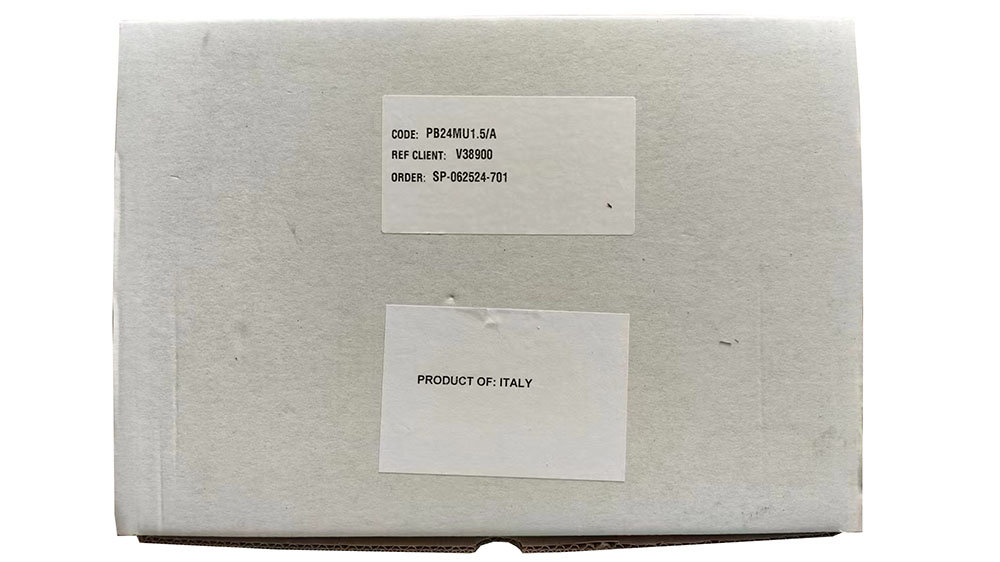 CODE: PB24MU1.5/A
REF CLIENT: V38900
ORDER: SP-062524-701
PRODUCT OF: ITALY